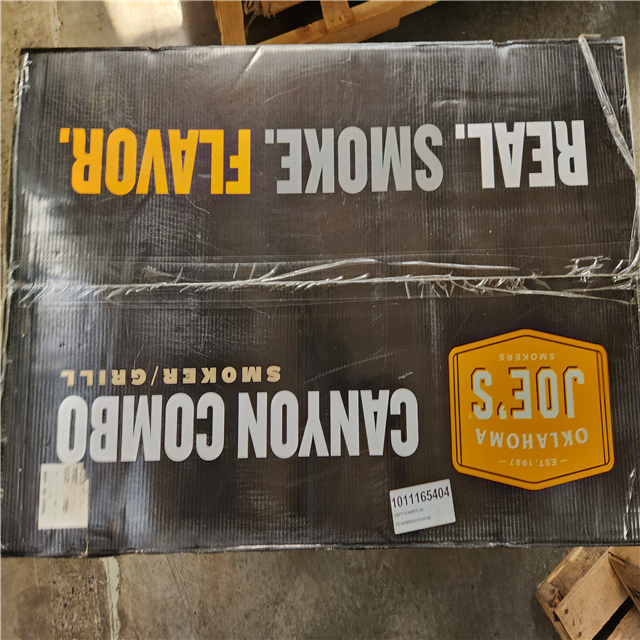 OKLAHOMA
JOE'S
SMOKERS
— EST. 1987 —
CANYON COMBO
SMOKER/GRILL
REAL. SMOKE. FLAVOR.
1011165404